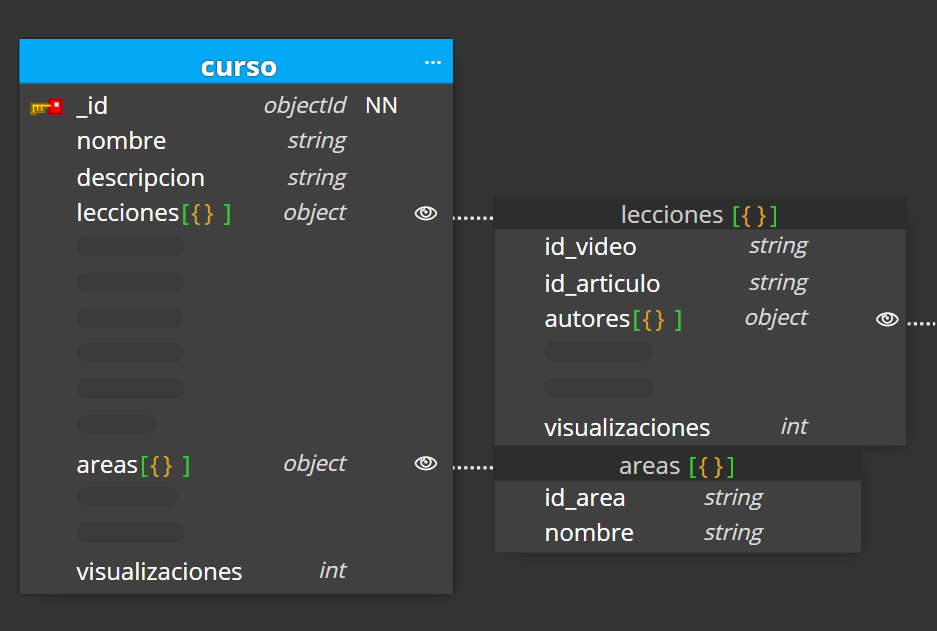 curso ...
_id objectId NN
nombre string
descripcion string
lecciones[{} ] object
areas[{} ] object
visualizaciones int
lecciones [{}]
id_video string
id_articulo string
autores[{} ] object
visualizaciones int
areas [{}]
id_area string
nombre string